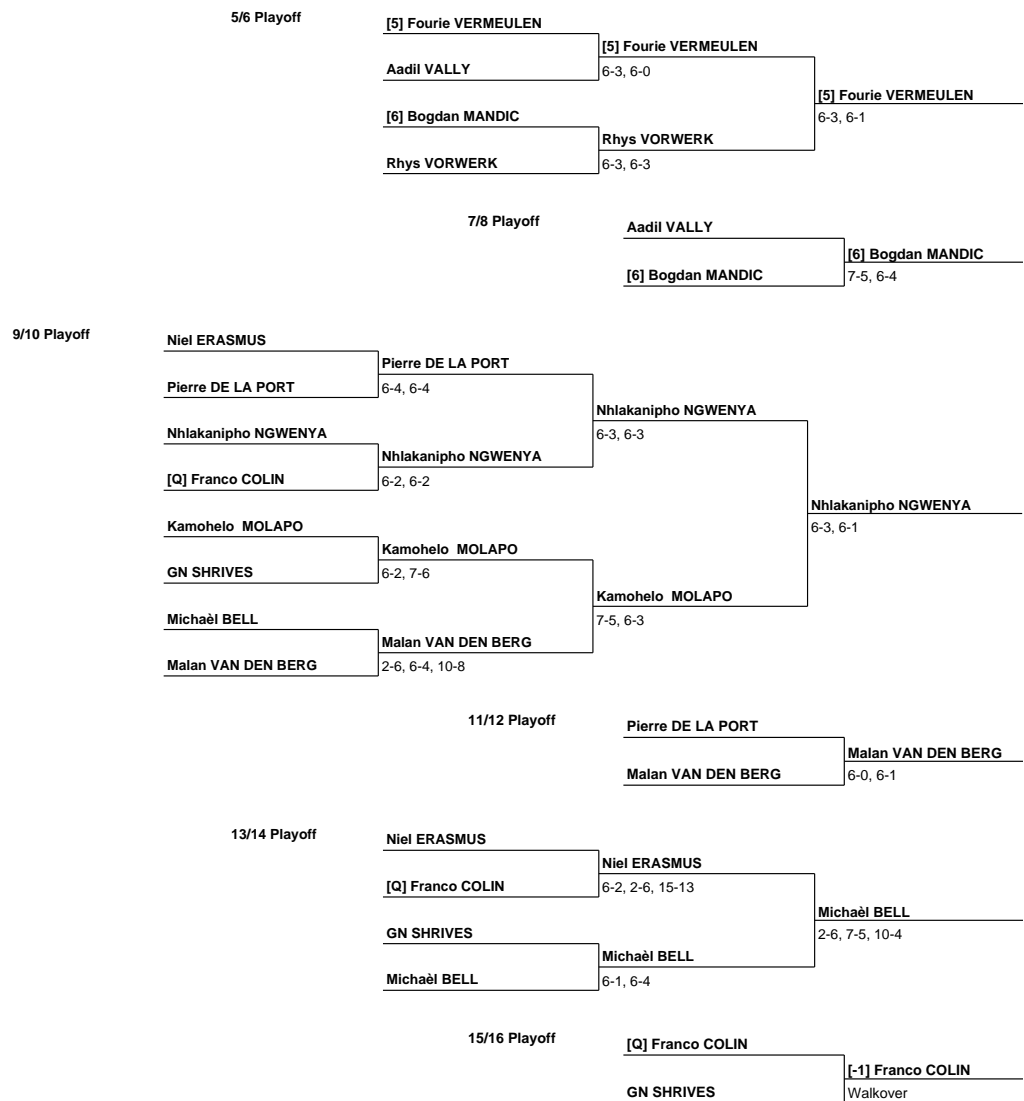 5/6 Playoff
[5] Fourie VERMEULEN
[5] Fourie VERMEULEN
Aadil VALLY
6-3, 6-0
[5] Fourie VERMEULEN
[6] Bogdan MANDIC
6-3, 6-1
Rhys VORWERK
Rhys VORWERK
6-3, 6-3
7/8 Playoff
Aadil VALLY
[6] Bogdan MANDIC
[6] Bogdan MANDIC
7-5, 6-4
9/10 Playoff
Niel ERASMUS
Pierre DE LA PORT
Pierre DE LA PORT
6-4, 6-4
Nhlakanipho NGWENYA
Nhlakanipho NGWENYA
6-3, 6-3
Nhlakanipho NGWENYA
[Q] Franco COLIN
6-2, 6-2
Nhlakanipho NGWENYA
Kamohelo  MOLAPO
6-3, 6-1
Kamohelo  MOLAPO
GN SHRIVES
6-2, 7-6
Kamohelo  MOLAPO
Michaèl BELL
7-5, 6-3
Malan VAN DEN BERG
Malan VAN DEN BERG
2-6, 6-4, 10-8
11/12 Playoff
Pierre DE LA PORT
Malan VAN DEN BERG
Malan VAN DEN BERG
6-0, 6-1
13/14 Playoff
Niel ERASMUS
Niel ERASMUS
[Q] Franco COLIN
6-2, 2-6, 15-13
Michaèl BELL
GN SHRIVES
2-6, 7-5, 10-4
Michaèl BELL
Michaèl BELL
6-1, 6-4
15/16 Playoff
[Q] Franco COLIN
[-1] Franco COLIN
GN SHRIVES
Walkover